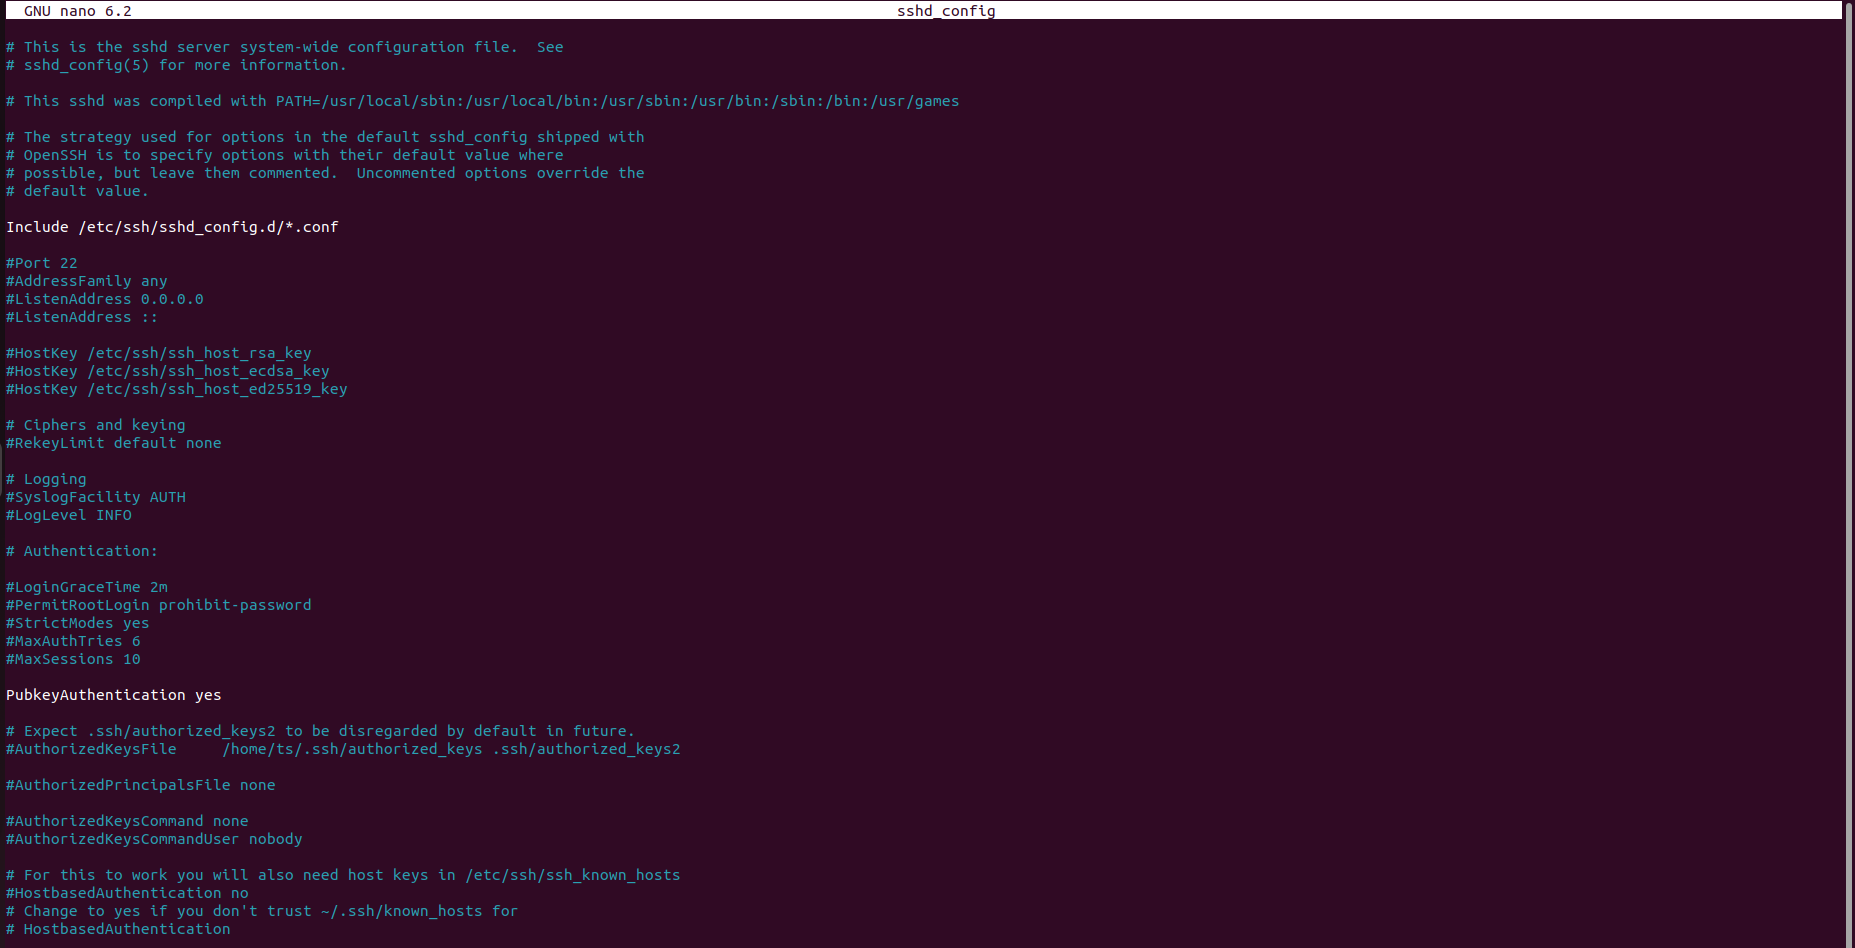 GNU nano 6.2 sshd_config
# This is the sshd server system-wide configuration file.  See
# sshd_config(5) for more information.
# This sshd was compiled with PATH=/usr/local/sbin:/usr/local/bin:/usr/sbin:/usr/bin:/sbin:/bin:/usr/games
# The strategy used for options in the default sshd_config shipped with
# OpenSSH is to specify options with their default value where
# possible, but leave them commented.  Uncommented options override the
# default value.
Include /etc/ssh/sshd_config.d/*.conf
#Port 22
#AddressFamily any
#ListenAddress 0.0.0.0
#ListenAddress ::
#HostKey /etc/ssh/ssh_host_rsa_key
#HostKey /etc/ssh/ssh_host_ecdsa_key
#HostKey /etc/ssh/ssh_host_ed25519_key
# Ciphers and keying
#RekeyLimit default none
# Logging
#SyslogFacility AUTH
#LogLevel INFO
# Authentication:
#LoginGraceTime 2m
#PermitRootLogin prohibit-password
#StrictModes yes
#MaxAuthTries 6
#MaxSessions 10
PubkeyAuthentication yes
# Expect .ssh/authorized_keys2 to be disregarded by default in future.
#AuthorizedKeysFile     /home/ts/.ssh/authorized_keys .ssh/authorized_keys2
#AuthorizedPrincipalsFile none
#AuthorizedKeysCommand none
#AuthorizedKeysCommandUser nobody
# For this to work you will also need host keys in /etc/ssh/ssh_known_hosts
#HostbasedAuthentication no
# Change to yes if you don't trust ~/.ssh/known_hosts for
# HostbasedAuthentication